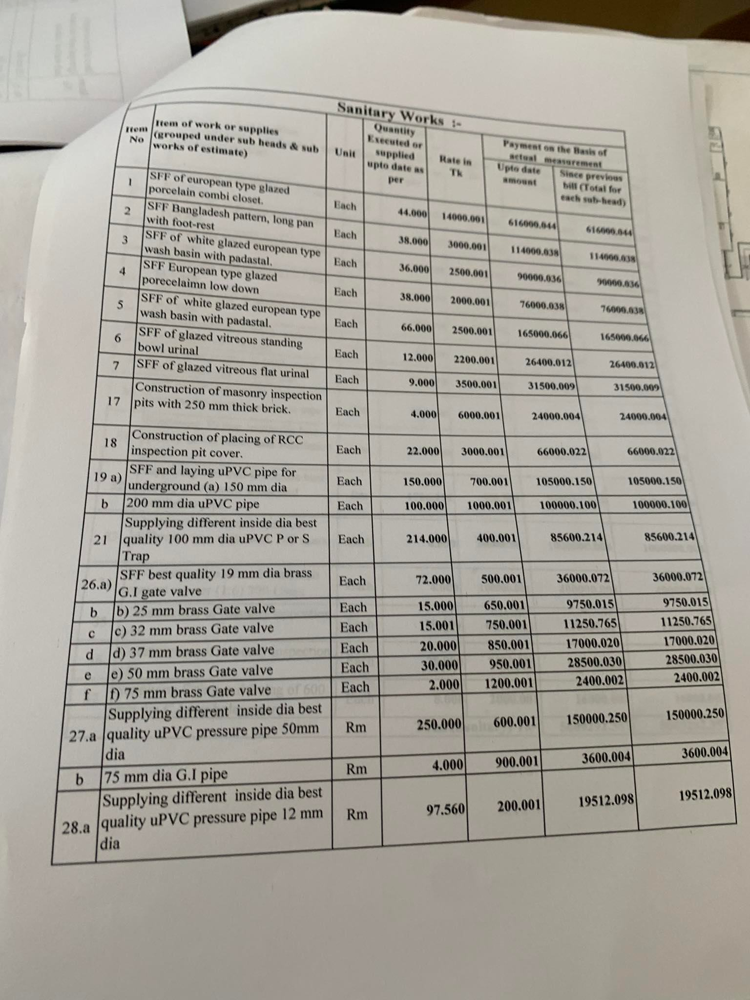 Sanitary Works :-
Item No
Item of work or supplies
(grouped under sub heads & sub
works of estimate)
Unit
Quantity
Executed or
supplied
upto date as
per
Rate in
Tk
Payment on the Basis of
actual measurement
Upto date
amount
Since previous
bill (Total for
each sub-head)
1 SFF of european type glazed
porcelain combi closet. Each 44.000 14000.001 616000.044 616000.044
2 SFF Bangladesh pattern, long pan
with foot-rest Each 38.000 3000.001 114000.038 114000.038
3 SFF of white glazed european type
wash basin with padastal. Each 36.000 2500.001 90000.036 90000.036
4 SFF European type glazed
porecelaimn low down Each 38.000 2000.001 76000.038 76000.038
5 SFF of white glazed european type
wash basin with padastal. Each 66.000 2500.001 165000.066 165000.066
6 SFF of glazed vitreous standing
bowl urinal Each 12.000 2200.001 26400.012 26400.012
7 SFF of glazed vitreous flat urinal Each 9.000 3500.001 31500.009 31500.009
17 Construction of masonry inspection
pits with 250 mm thick brick. Each 4.000 6000.001 24000.004 24000.004
18 Construction of placing of RCC
inspection pit cover. Each 22.000 3000.001 66000.022 66000.022
19 a) SFF and laying uPVC pipe for
underground (a) 150 mm dia Each 150.000 700.001 105000.150 105000.150
b 200 mm dia uPVC pipe Each 100.000 1000.001 100000.100 100000.100
Supplying different inside dia best
21 quality 100 mm dia uPVC P or S Each 214.000 400.001 85600.214 85600.214
Trap
26.a) SFF best quality 19 mm dia brass
G.I gate valve Each 72.000 500.001 36000.072 36000.072
b b) 25 mm brass Gate valve Each 15.000 650.001 9750.015 9750.015
c c) 32 mm brass Gate valve Each 15.001 750.001 11250.765 11250.765
d d) 37 mm brass Gate valve Each 20.000 850.001 17000.020 17000.020
e e) 50 mm brass Gate valve Each 30.000 950.001 28500.030 28500.030
f f) 75 mm brass Gate valve Each 2.000 1200.001 2400.002 2400.002
Supplying different inside dia best
27.a quality uPVC pressure pipe 50mm Rm 250.000 600.001 150000.250 150000.250
dia
b 75 mm dia G.I pipe Rm 4.000 900.001 3600.004 3600.004
Supplying different inside dia best
28.a quality uPVC pressure pipe 12 mm Rm 97.560 200.001 19512.098 19512.098
dia